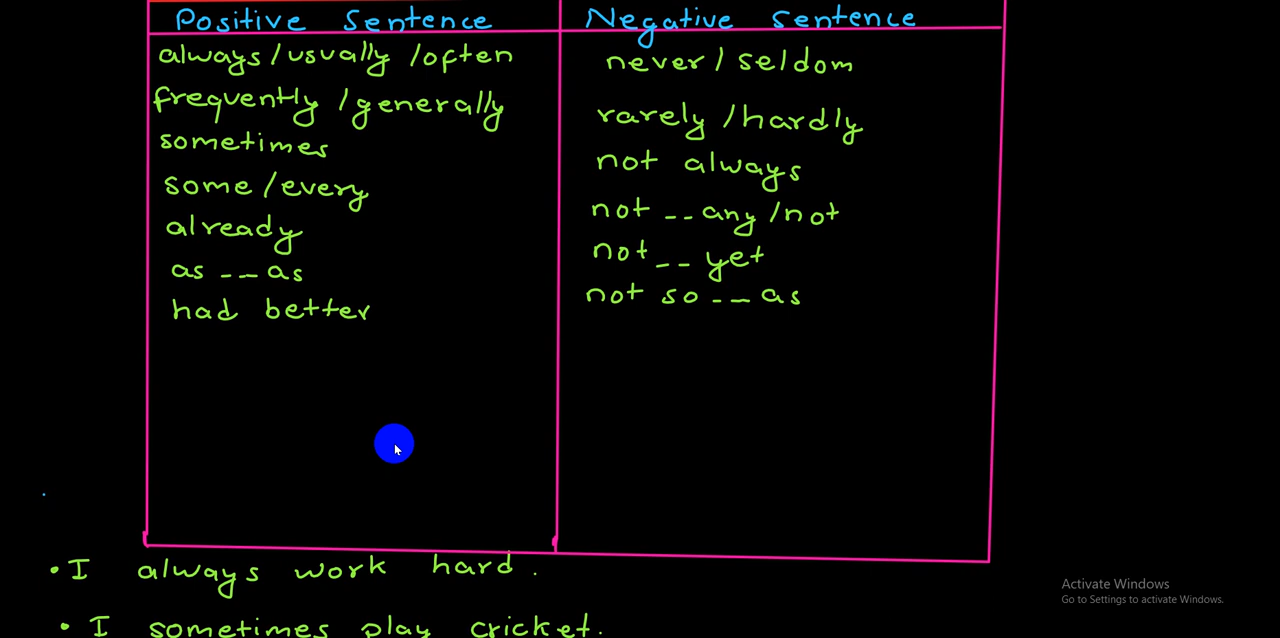 Positive Sentence
Negative Sentence
always/usually/often
never/seldom
frequently/generally
rarely/hardly
sometimes
not always
some/every
not -- any/not
already
not -- yet
as -- as
not so -- as
had better
• I always work hard.
• I sometimes play cricket.
Activate Windows
Go to Settings to activate Windows.